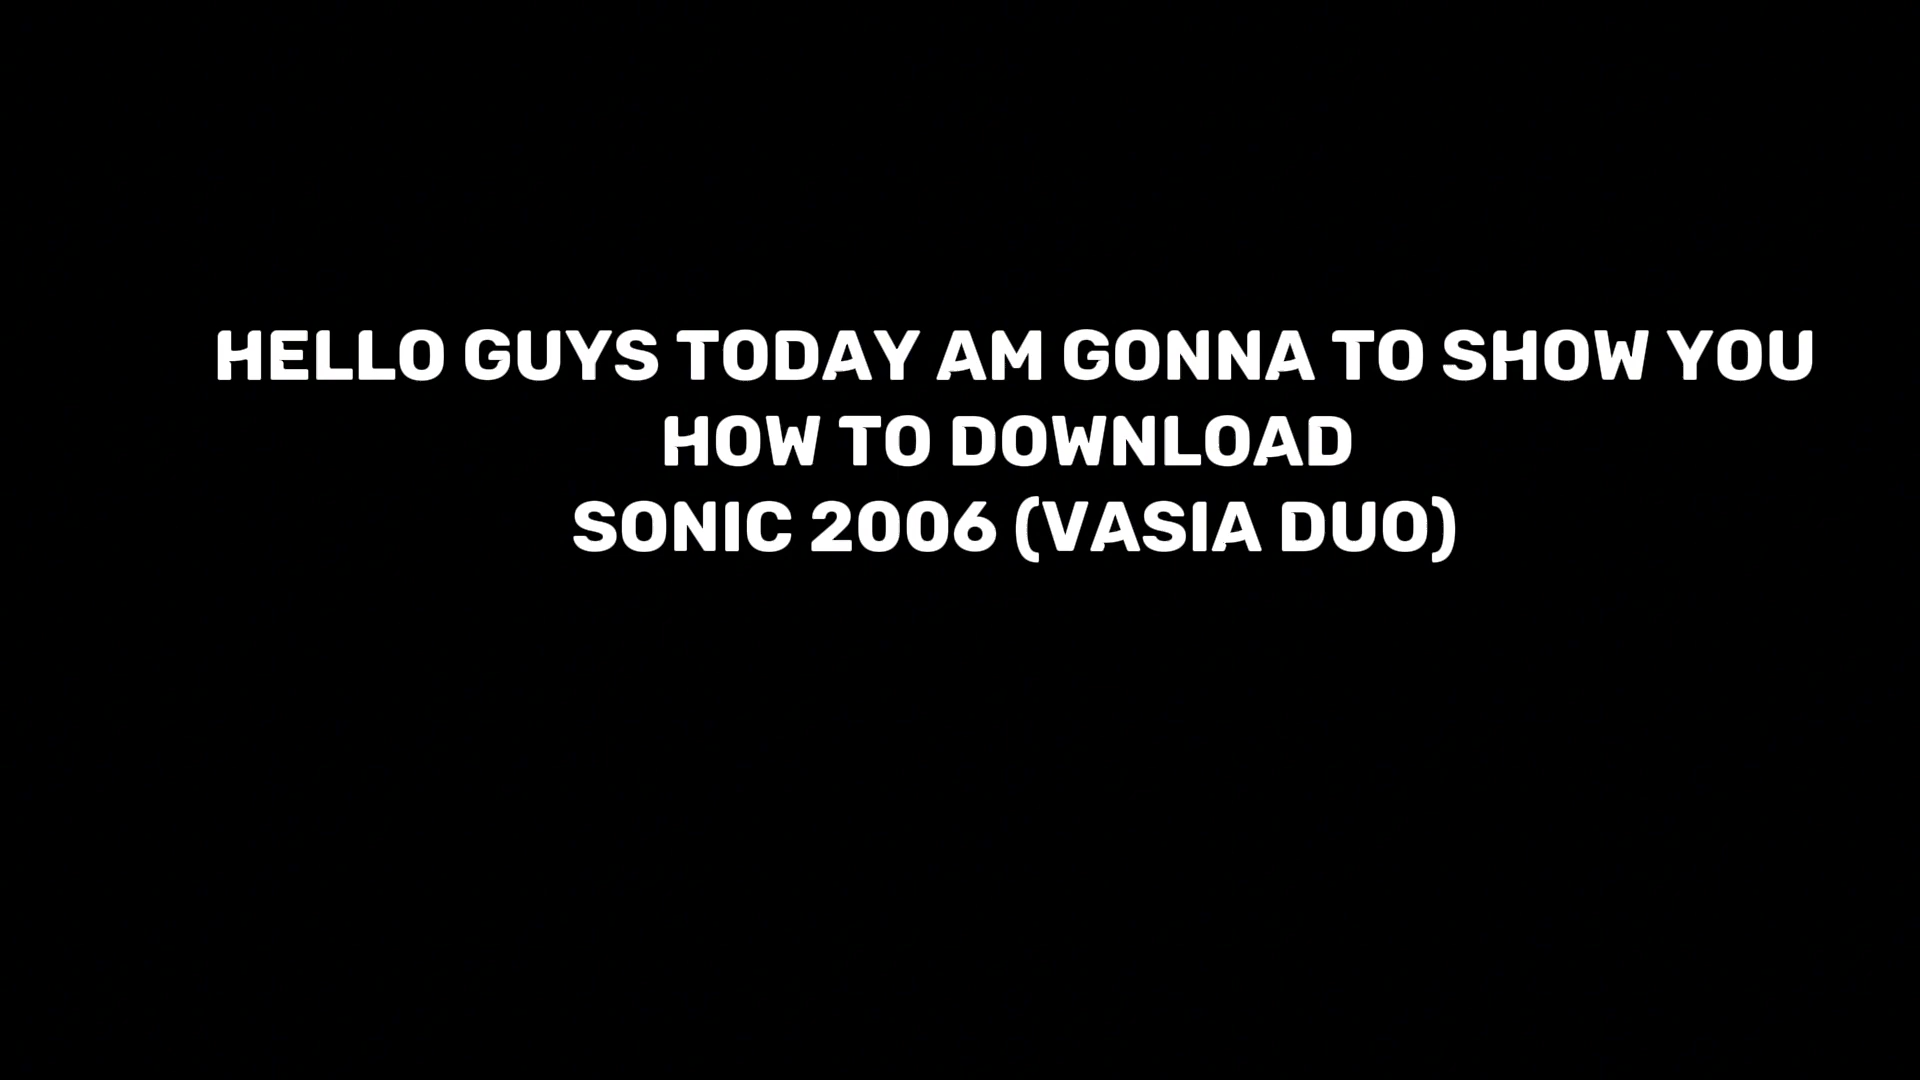 HELLO GUYS TODAY AM GONNA TO SHOW YOU
HOW TO DOWNLOAD
SONIC 2006 (VASIA DUO)